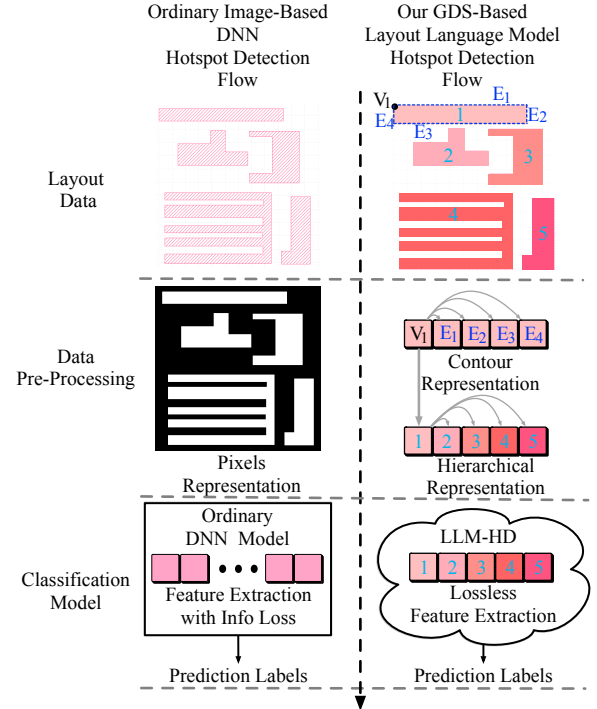 Ordinary Image-Based
DNN
Hotspot Detection
Flow
Our GDS-Based
Layout Language Model
Hotspot Detection
Flow
Layout
Data
V1
E1
E2
E3
E4
1
2
3
4
5
Data
Pre-Processing
Pixels
Representation
V1 E1 E2 E3 E4
Contour
Representation
1 2 3 4 5
Hierarchical
Representation
Classification
Model
Ordinary
DNN Model
Feature Extraction
with Info Loss
Prediction Labels
LLM-HD
1 2 3 4 5
Lossless
Feature Extraction
Prediction Labels